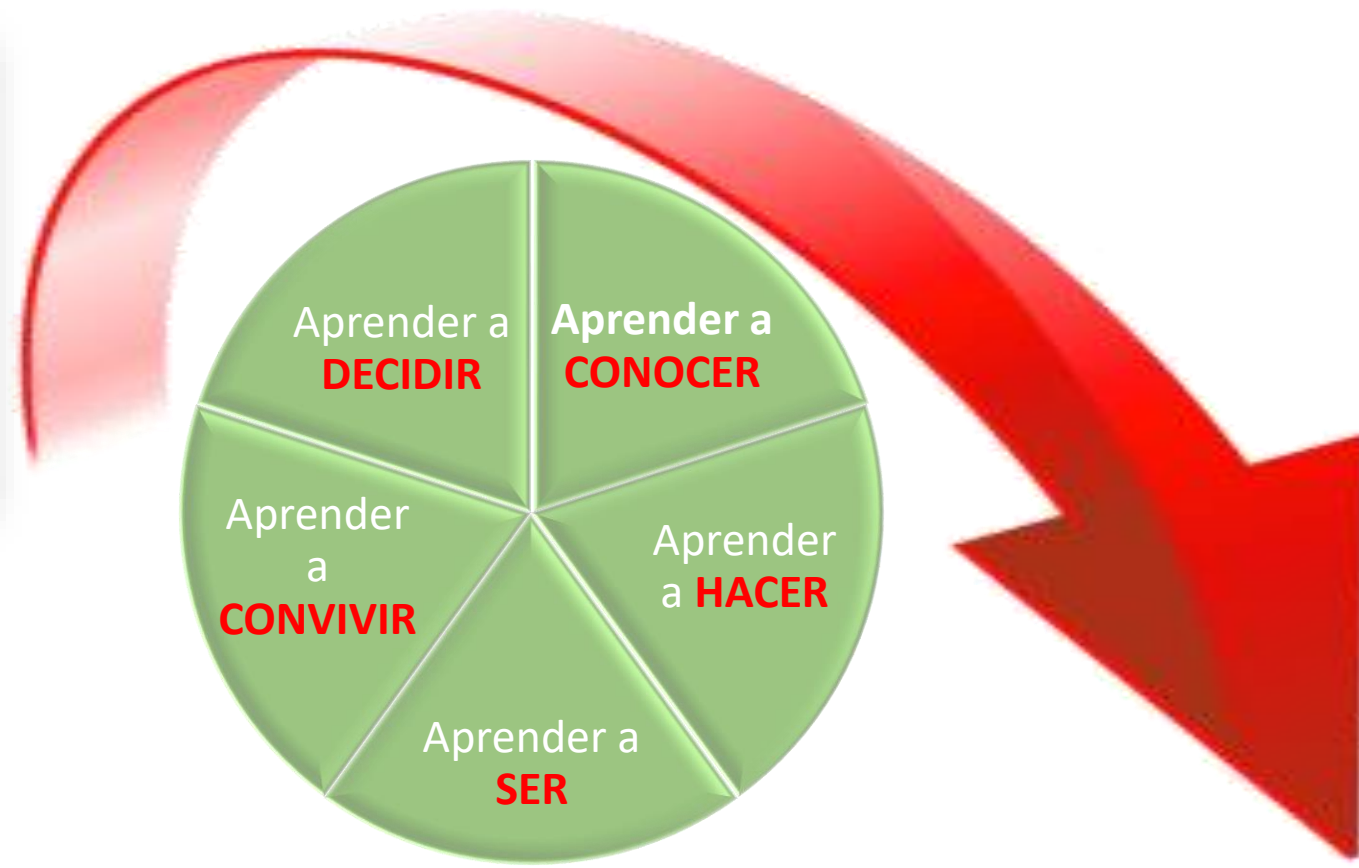 Aprender a
DECIDIR
Aprender a
CONOCER
Aprender
a
CONVIVIR
Aprender
a HACER
Aprender a
SER